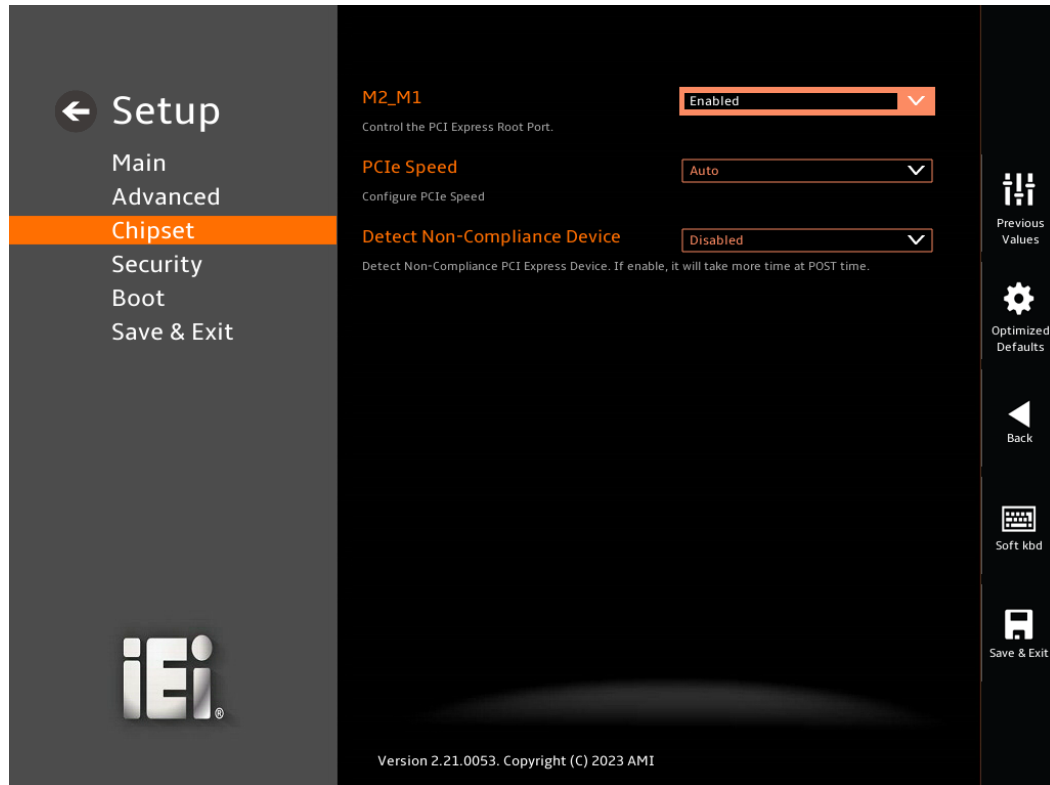 Setup
Main
Advanced
Chipset
Security
Boot
Save & Exit
iEi®
M2_M1
Enabled
Control the PCI Express Root Port.
PCIe Speed
Auto
Configure PCIe Speed
Detect Non-Compliance Device
Disabled
Detect Non-Compliance PCI Express Device. If enable, it will take more time at POST time.
Version 2.21.0053. Copyright (C) 2023 AMI
Previous
Values
Optimized
Defaults
Back
Soft kbd
Save & Exit